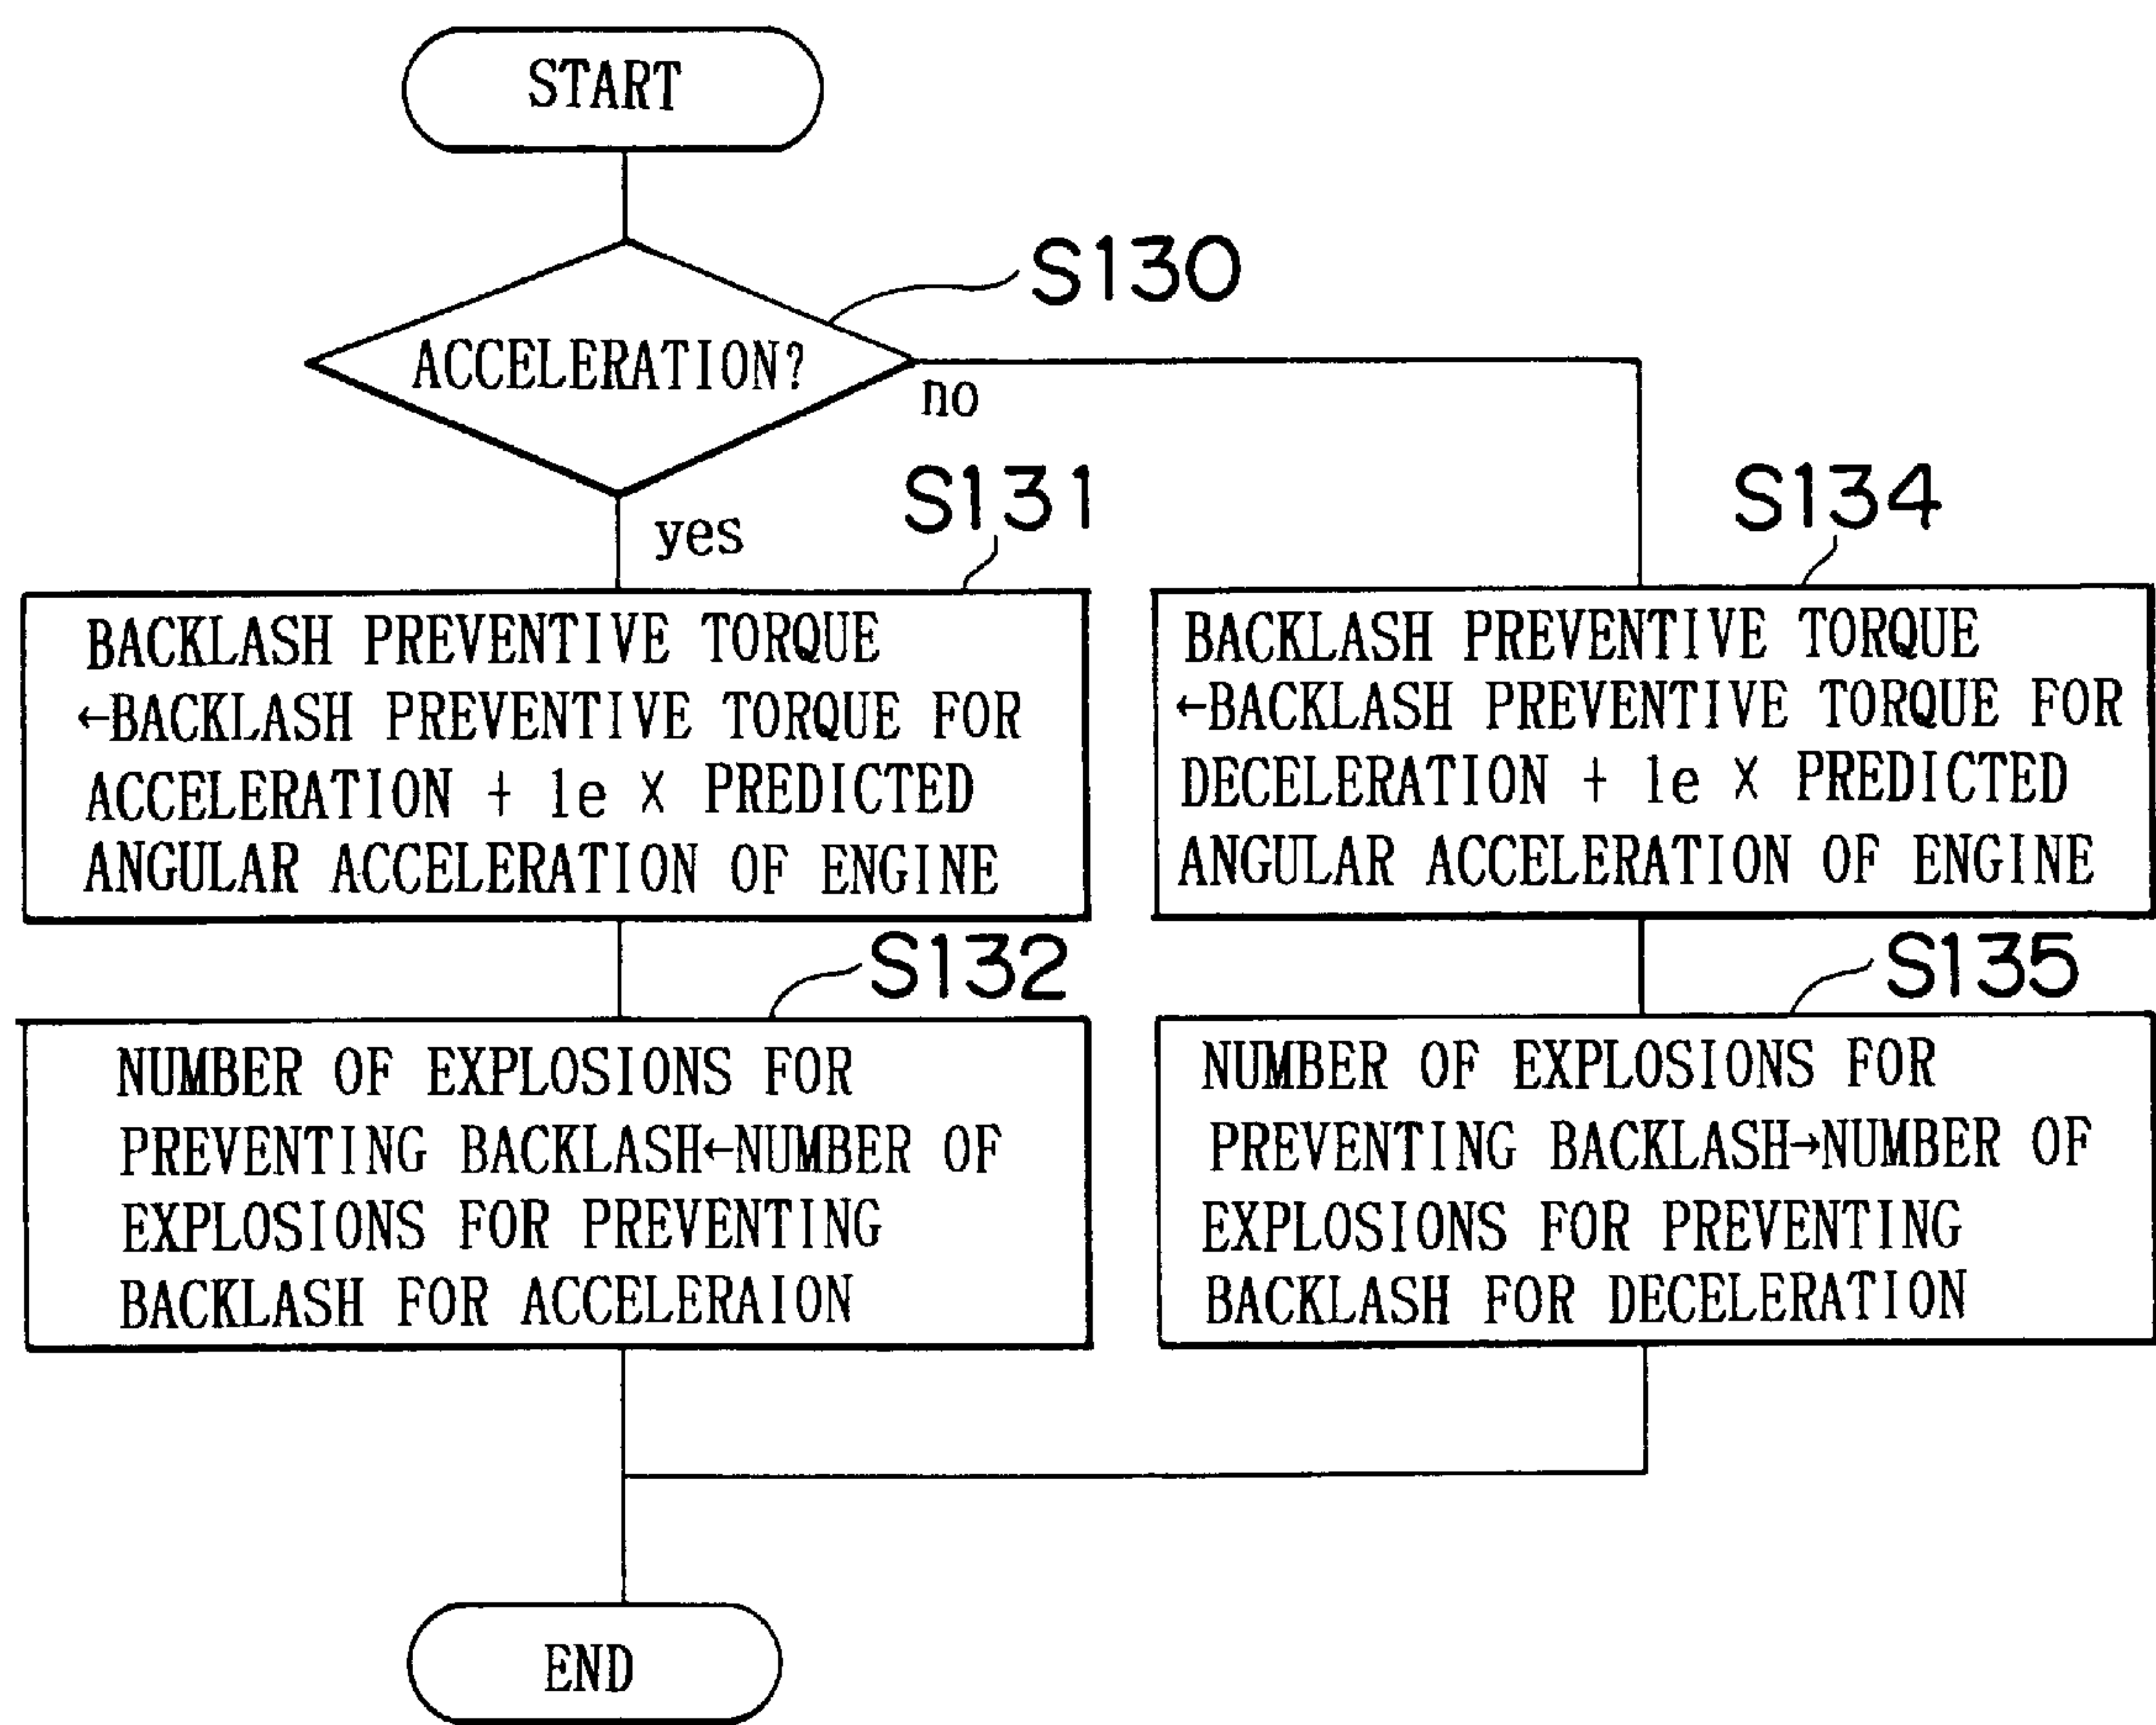 START
S130
ACCELERATION?
no
yes
S131
BACKLASH PREVENTIVE TORQUE
←BACKLASH PREVENTIVE TORQUE FOR
ACCELERATION + 1e × PREDICTED
ANGULAR ACCELERATION OF ENGINE
S132
NUMBER OF EXPLOSIONS FOR
PREVENTING BACKLASH←NUMBER OF
EXPLOSIONS FOR PREVENTING
BACKLASH FOR ACCELERAION
S134
BACKLASH PREVENTIVE TORQUE
←BACKLASH PREVENTIVE TORQUE FOR
DECELERATION + 1e × PREDICTED
ANGULAR ACCELERATION OF ENGINE
S135
NUMBER OF EXPLOSIONS FOR
PREVENTING BACKLASH→NUMBER OF
EXPLOSIONS FOR PREVENTING
BACKLASH FOR DECELERATION
END